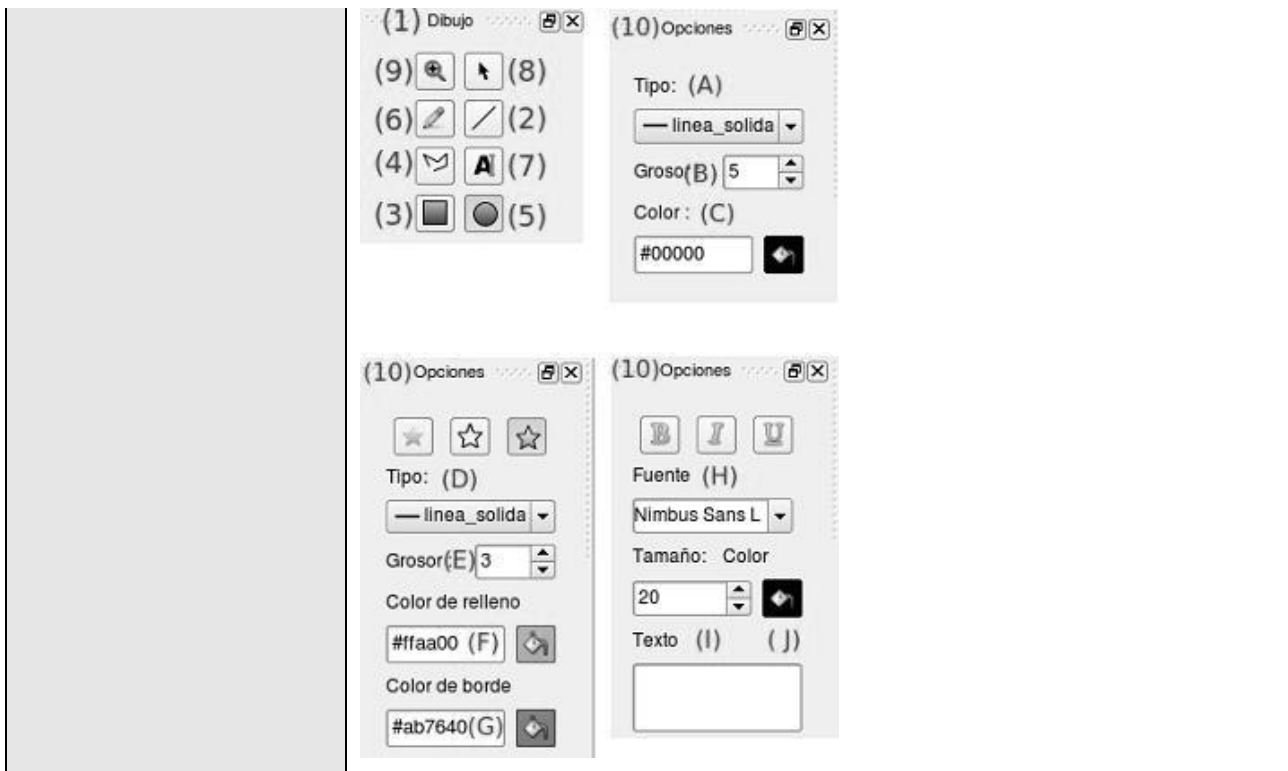 (1) Dibujo
(9) (8)
(6) (2)
(4) A (7)
(3) (5)
(10) Opciones
Tipo: (A)
linea_solida
Groso(B) 5
Color : (C)
#00000
(10) Opciones
Tipo: (D)
linea_solida
Grosor(E) 3
Color de relleno
#ffaa00 (F)
Color de borde
#ab7640(G)
(10) Opciones
B I U
Fuente (H)
Nimbus Sans L
Tamaño: Color
20
Texto (I) (J)